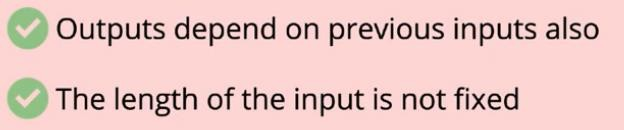 Outputs depend on previous inputs also
The length of the input is not fixed